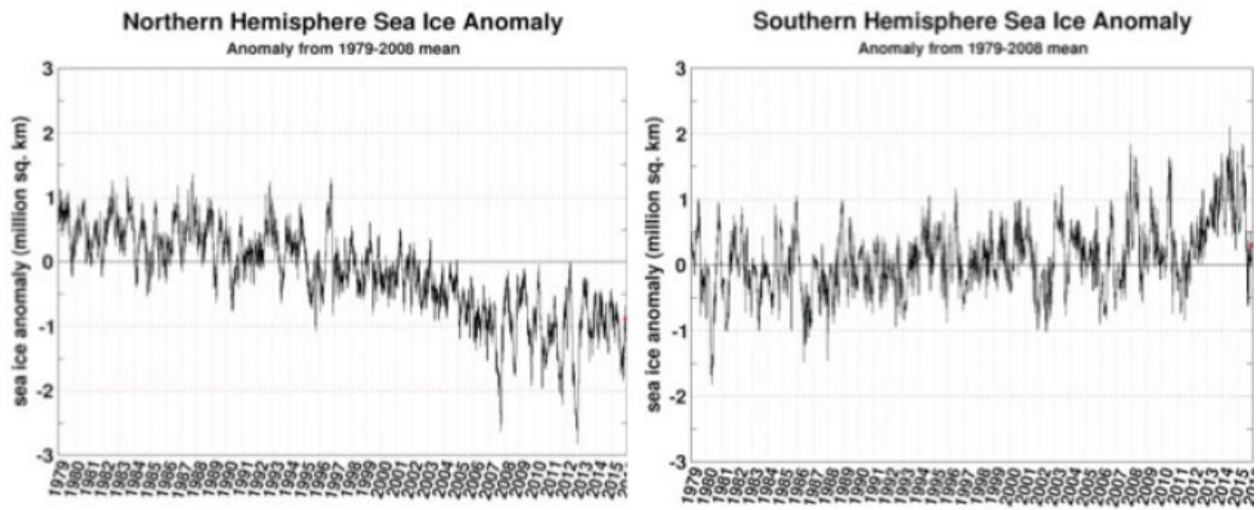 Northern Hemisphere Sea Ice Anomaly
Anomaly from 1979-2008 mean
sea ice anomaly (million sq. km)
3
2
1
0
-1
-2
-3
1979 1980 1981 1982 1983 1984 1985 1986 1987 1988 1989 1990 1991 1992 1993 1994 1995 1996 1997 1998 1999 2000 2001 2002 2003 2004 2005 2006 2007 2008 2009 2010 2011 2012 2013 2014 2015
Southern Hemisphere Sea Ice Anomaly
Anomaly from 1979-2008 mean
sea ice anomaly (million sq. km)
3
2
1
0
-1
-2
-3
1979 1980 1981 1982 1983 1984 1985 1986 1987 1988 1989 1990 1991 1992 1993 1994 1995 1996 1997 1998 1999 2000 2001 2002 2003 2004 2005 2006 2007 2008 2009 2010 2011 2012 2013 2014 2015